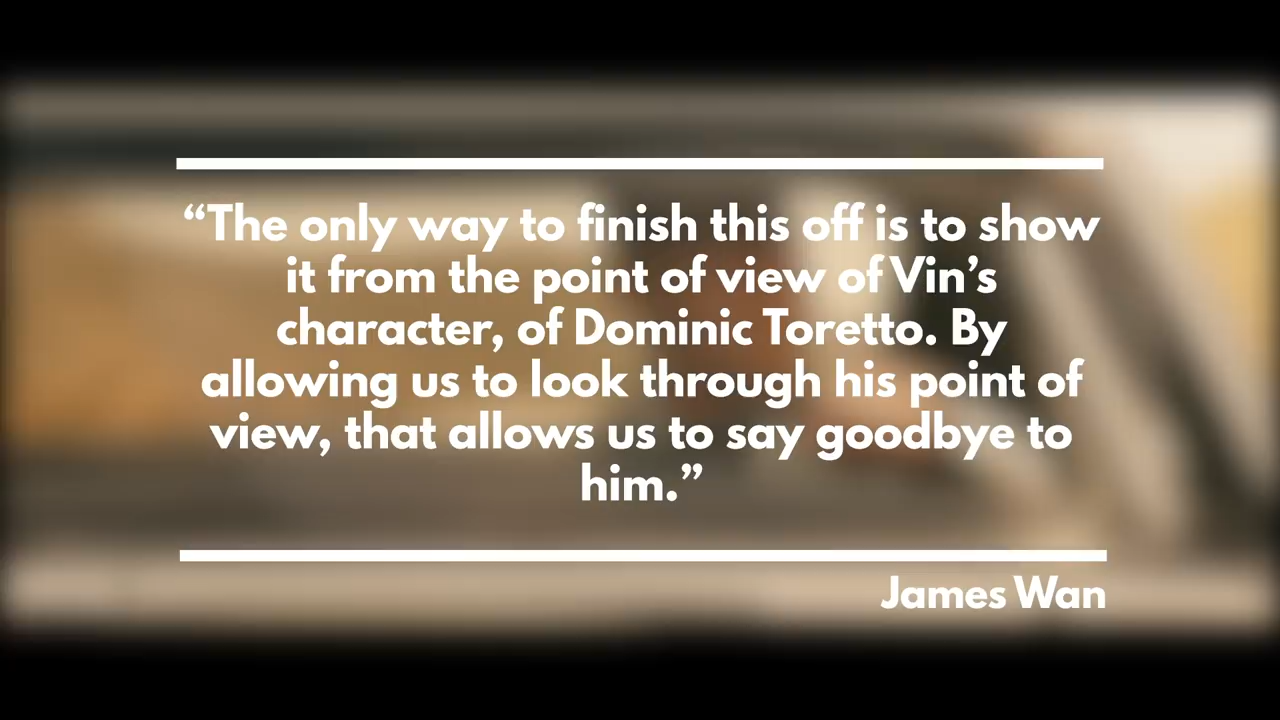 “The only way to finish this off is to show
it from the point of view of Vin’s
character, of Dominic Toretto. By
allowing us to look through his point of
view, that allows us to say goodbye to
him.”
James Wan